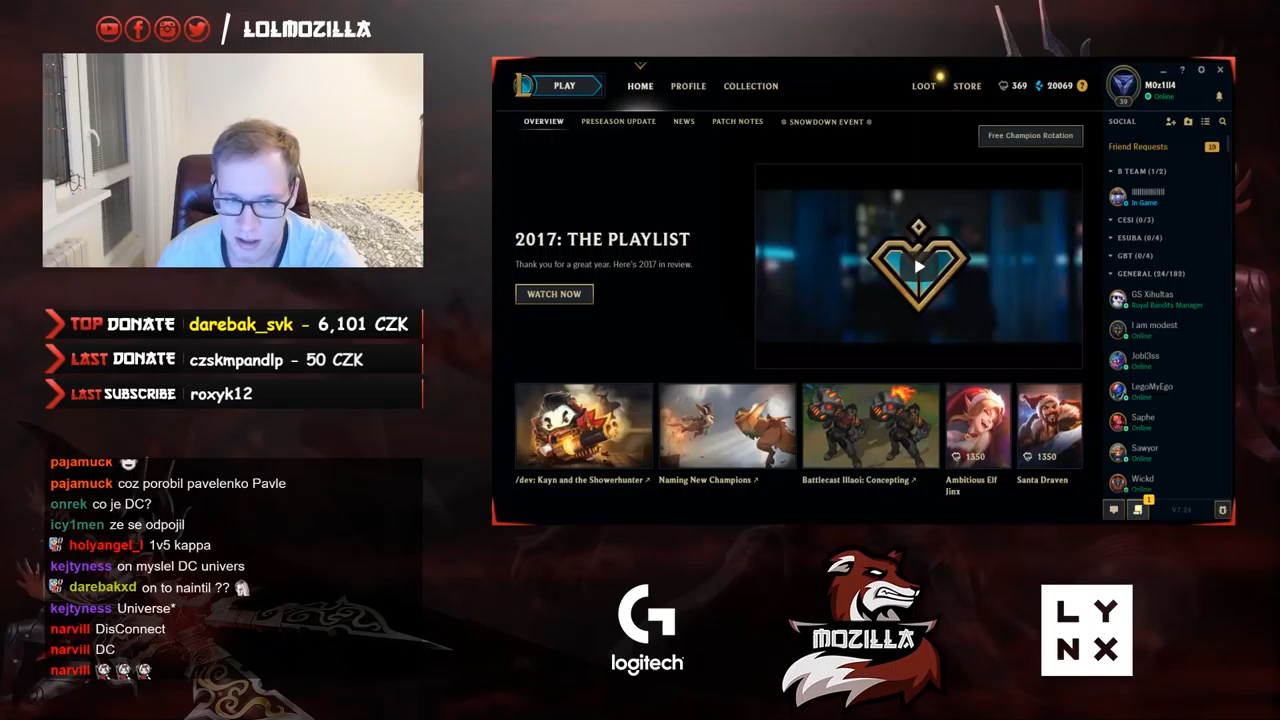 LOLMOZILLA
TOP DONATE darebak_svk - 6,101 CZK
LAST DONATE czskmpandlp - 50 CZK
LAST SUBSCRIBE roxyk12
pajamuck
pajamuck coz porobil pavelenko Pavle
onrek co je DC?
icy1men ze se odpojil
holyangel_l 1v5 kappa
kejtyness on myslel DC univers
darebakxd on to naintil ??
kejtyness Universe*
narvill DisConnect
narvill DC
narvill
PLAY
HOME PROFILE COLLECTION
LOOT STORE 369 20069 ?
M0z1ll4
Online
30
OVERVIEW PRESEASON UPDATE NEWS PATCH NOTES SNOWDOWN EVENT
Free Champion Rotation
2017: THE PLAYLIST
Thank you for a great year. Here's 2017 in review.
WATCH NOW
1350
1350
/dev: Kayn and the Showerhunter
Naming New Champions
Battlecast Illaoi: Concepting
Ambitious Elf
Jinx
Santa Draven
SOCIAL
Friend Requests 19
B TEAM (1/2)
In Game
CESI (0/3)
ESUBA (0/4)
GBT (0/4)
GENERAL (24/182)
GS Xihultas
Royal Bandits Manager
I am modest
Online
Jobl3ss
Online
LegoMyEgo
Online
Saphe
Online
Sawyor
Online
Wickd
Online
1
V7.24
logitech
MOZILLA
LY
NX